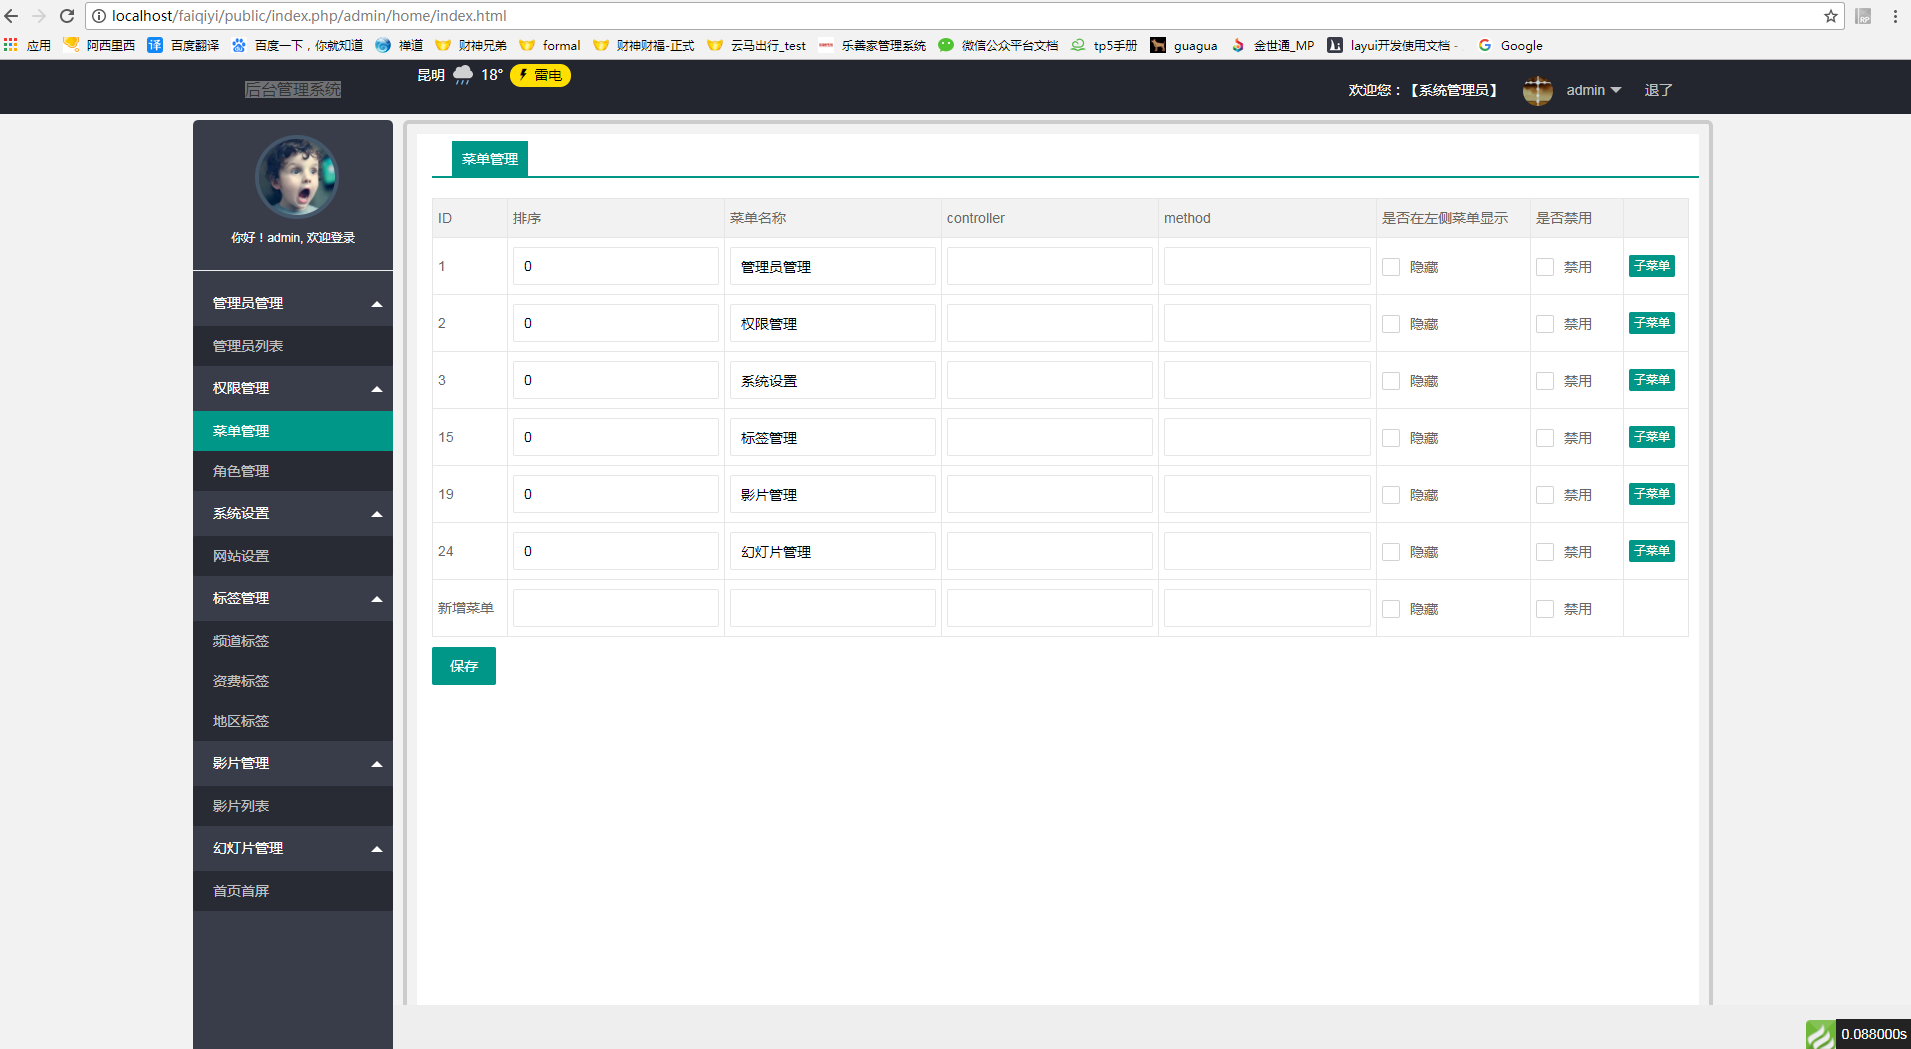 localhost/faiqiyi/public/index.php/admin/home/index.html
应用 阿西里西 百度翻译 百度一下，你就知道 禅道 财神兄弟 formal 财神财福-正式 云马出行_test 乐善家管理系统 微信公众平台文档 tp5手册 guagua 金世通_MP layui开发使用文档 - Google
后台管理系统 昆明 18° 雷电 欢迎您：【系统管理员】 admin 退了
你好！admin, 欢迎登录
管理员管理
管理员列表
权限管理
菜单管理
角色管理
系统设置
网站设置
标签管理
频道标签
资费标签
地区标签
影片管理
影片列表
幻灯片管理
首页首屏
菜单管理
ID 排序 菜单名称 controller method 是否在左侧菜单显示 是否禁用
1 0 管理员管理 隐藏 禁用 子菜单
2 0 权限管理 隐藏 禁用 子菜单
3 0 系统设置 隐藏 禁用 子菜单
15 0 标签管理 隐藏 禁用 子菜单
19 0 影片管理 隐藏 禁用 子菜单
24 0 幻灯片管理 隐藏 禁用 子菜单
新增菜单 隐藏 禁用
保存
0.088000s